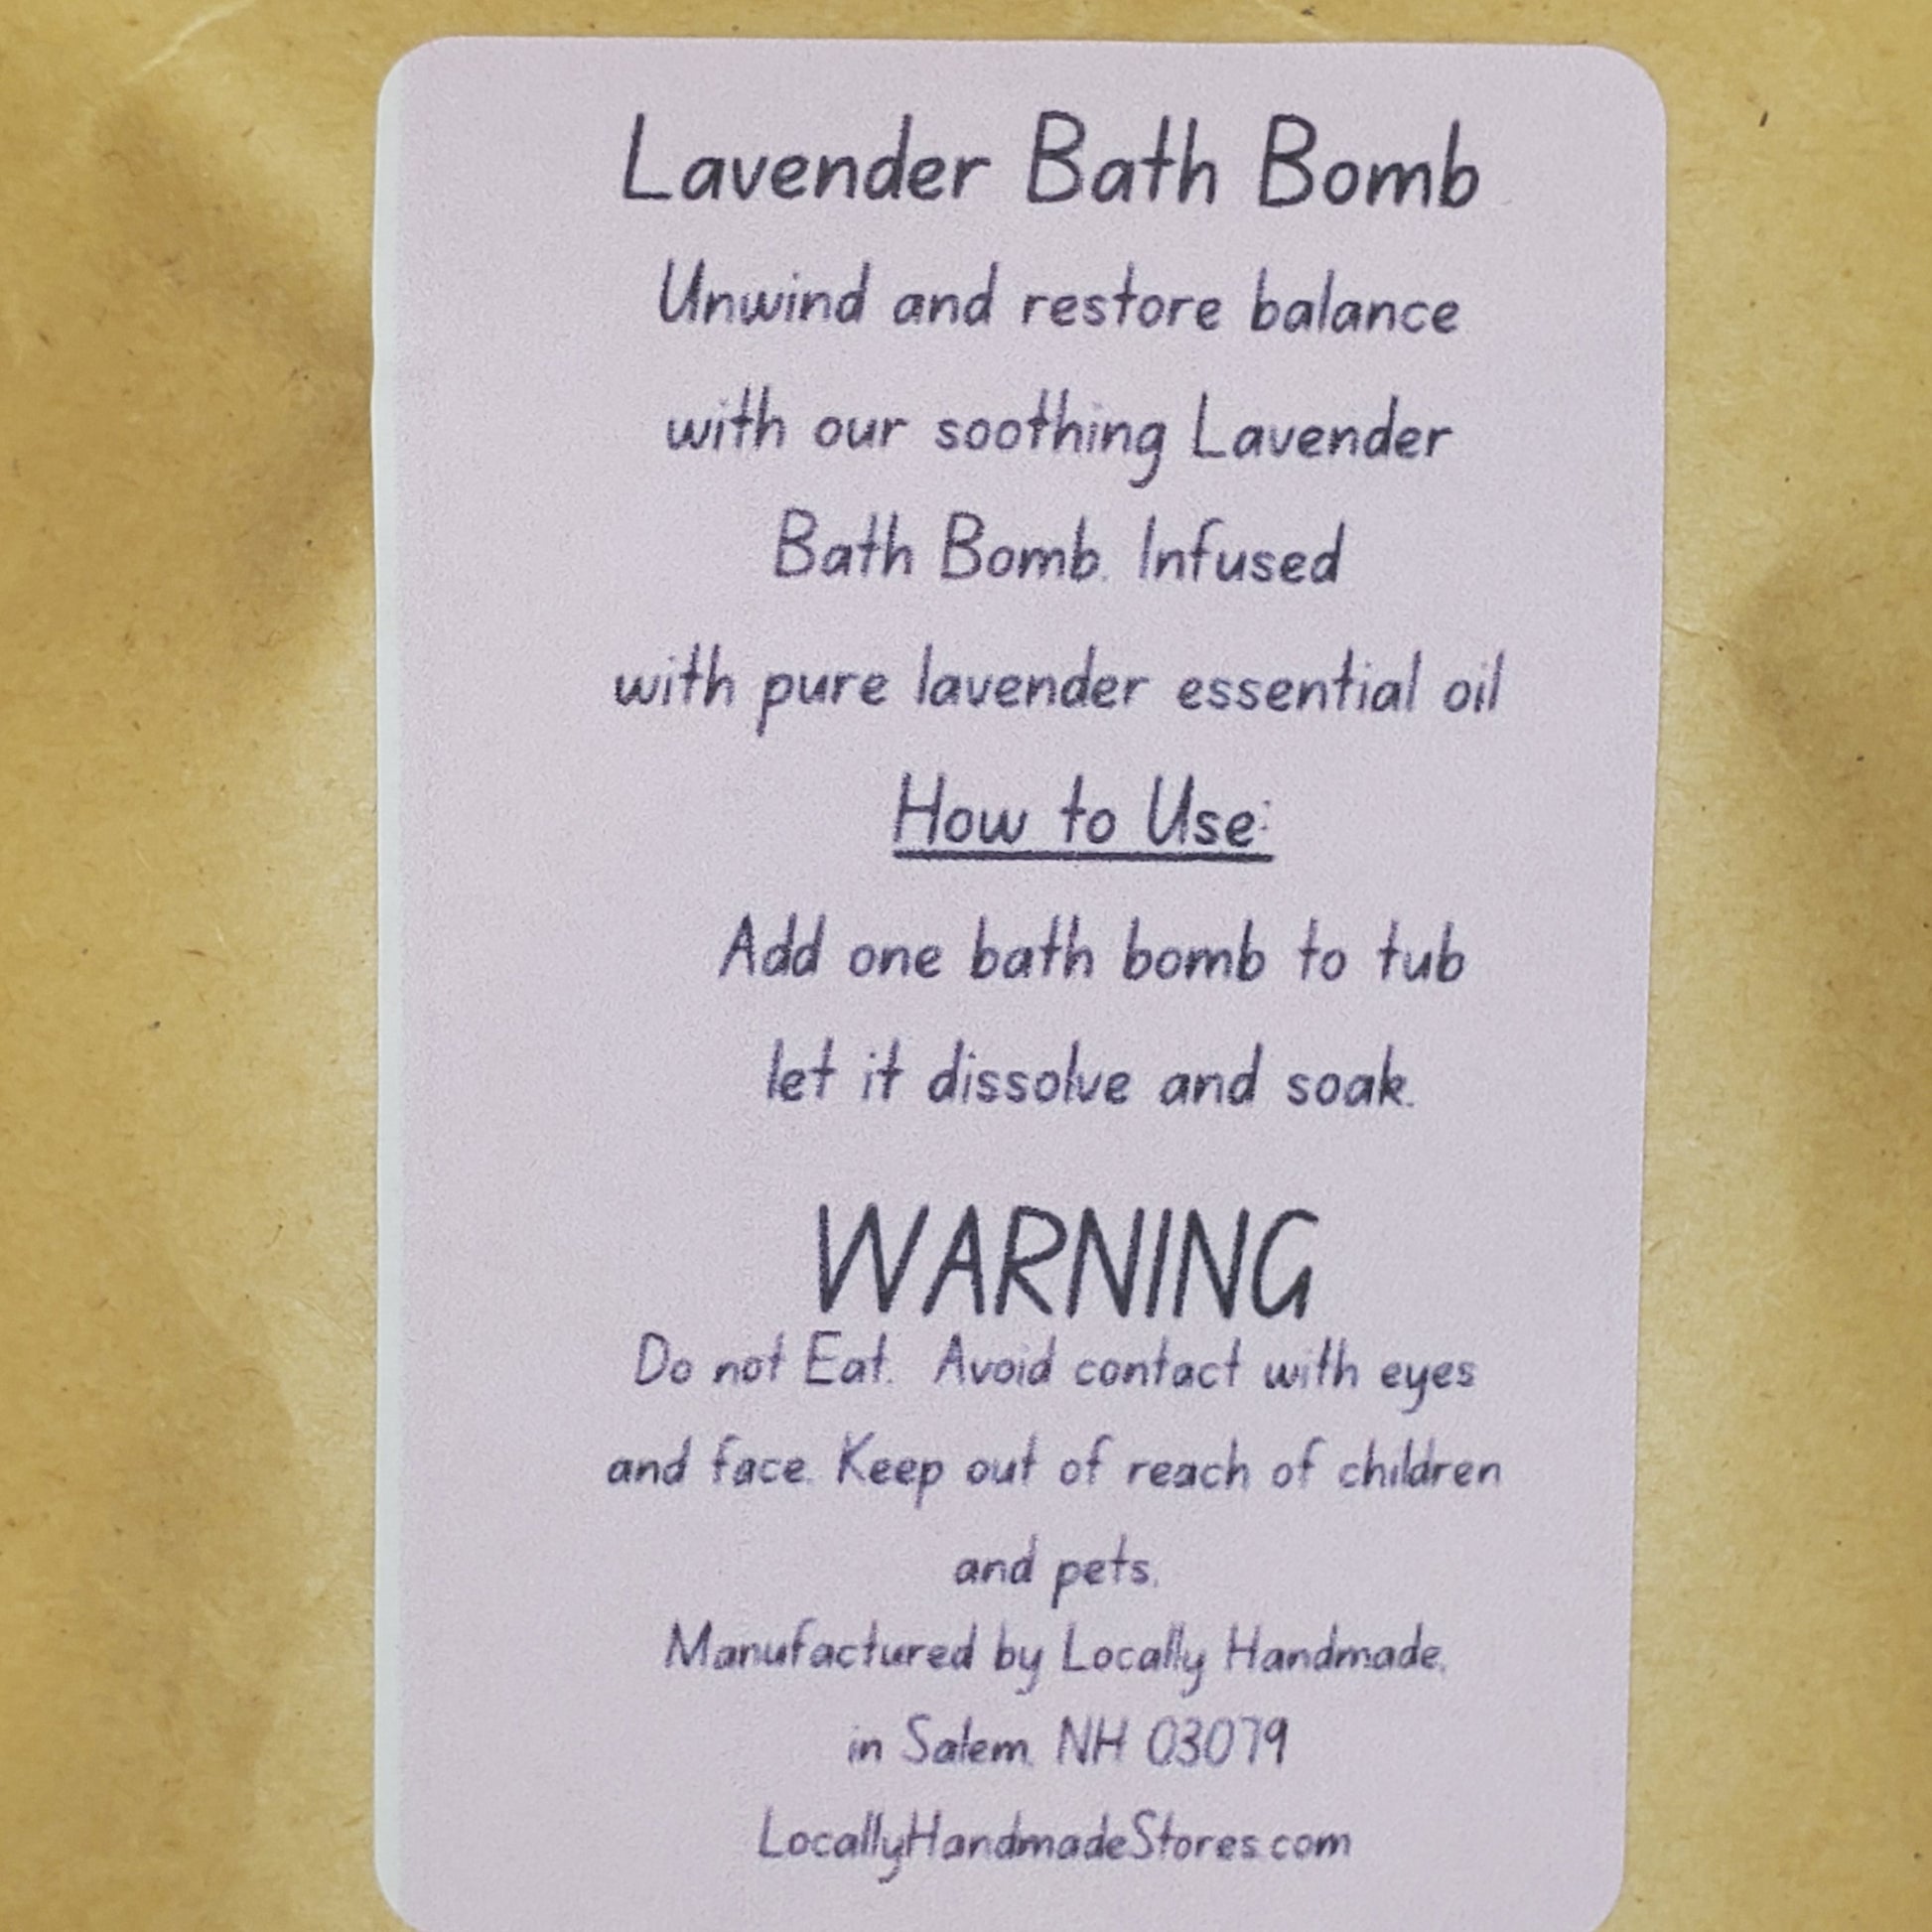 Lavender Bath Bomb
Unwind and restore balance
with our soothing Lavender
Bath Bomb. Infused
with pure lavender essential oil
How to Use:
Add one bath bomb to tub
let it dissolve and soak.
WARNING
Do not Eat. Avoid contact with eyes
and face. Keep out of reach of children
and pets.
Manufactured by Locally Handmade,
in Salem, NH 03079
LocallyHandmadeStores.com